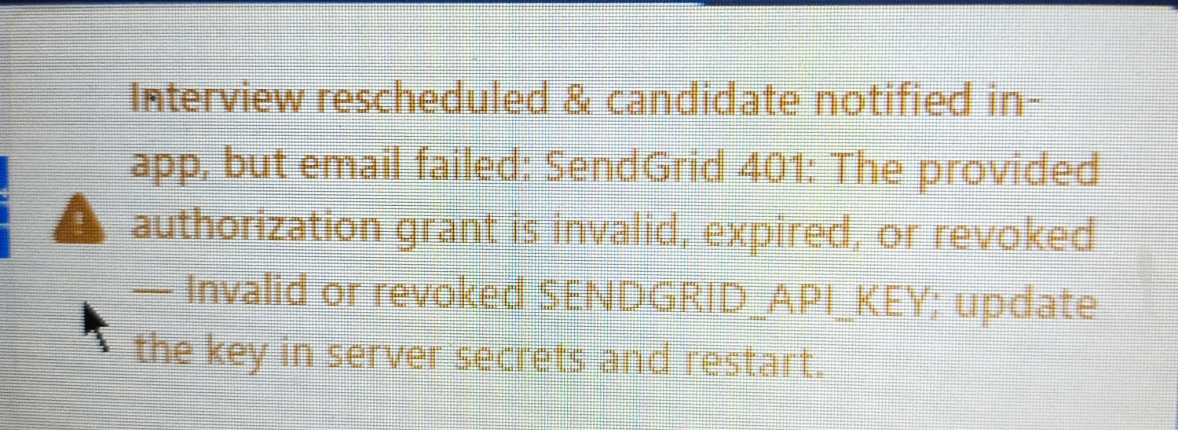 Interview rescheduled & candidate notified in-
app, but email failed: SendGrid 401: The provided
authorization grant is invalid, expired, or revoked
— Invalid or revoked SENDGRID_API_KEY; update
the key in server secrets and restart.